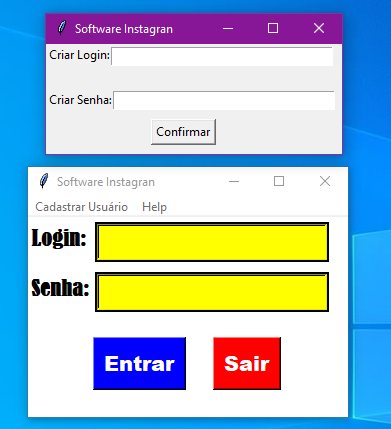 Software Instagran
Criar Login:
Criar Senha:
Confirmar
Software Instagran
Cadastrar Usuário Help
Login:
Senha:
Entrar Sair